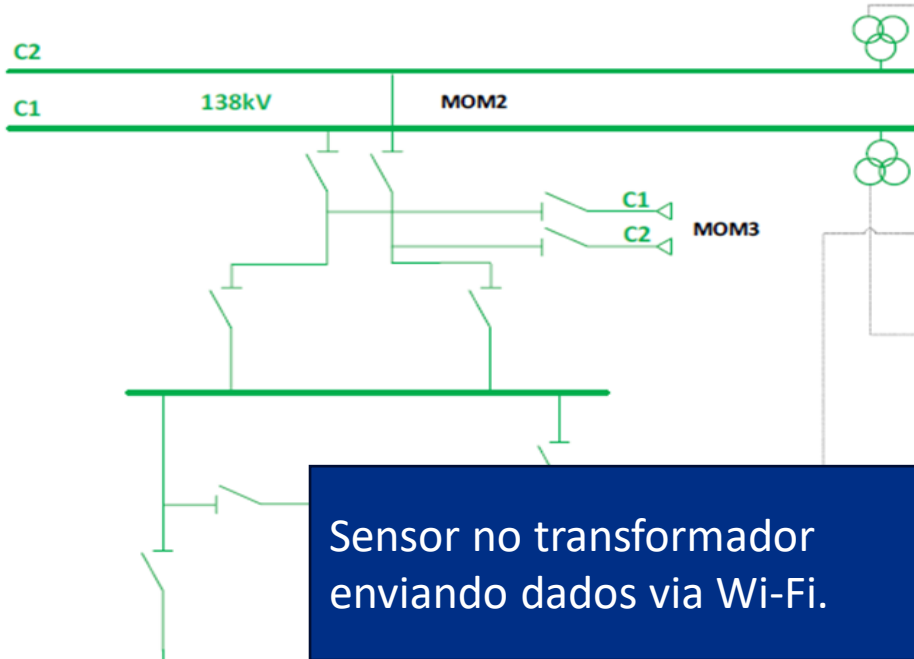 C2
C1
138kV
MOM2
C1
C2
MOM3
Sensor no transformador
enviando dados via Wi-Fi.